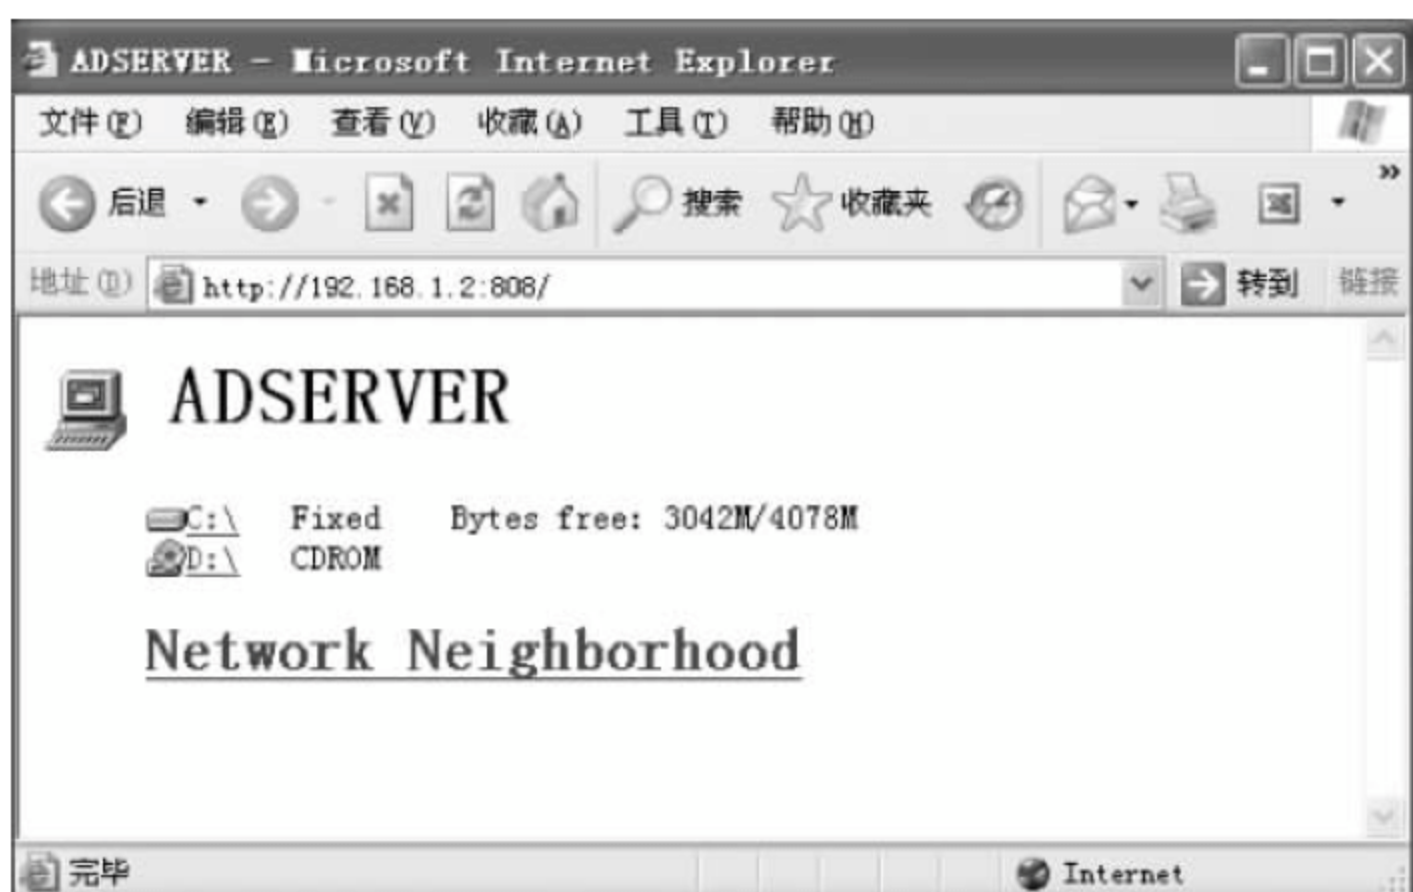 ADSERVER - Microsoft Internet Explorer
文件(F) 编辑(E) 查看(V) 收藏(A) 工具(T) 帮助(H)
后退 搜索 收藏夹 »
地址(D) http://192.168.1.2:808/ 转到 链接
ADSERVER
C:\ Fixed Bytes free: 3042M/4078M
D:\ CDROM
Network Neighborhood
完毕 Internet